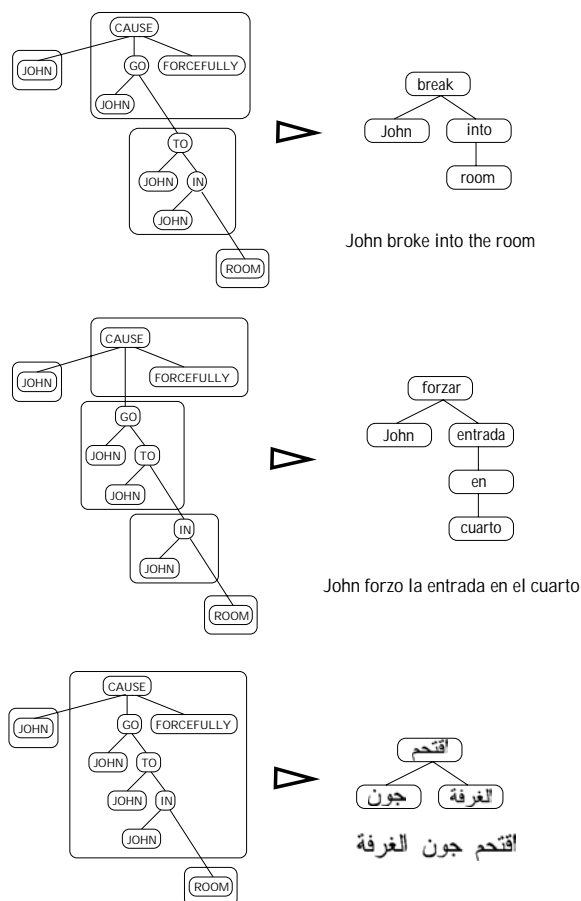 CAUSE
JOHN
GO
FORCEFULLY
JOHN
TO
JOHN
IN
JOHN
ROOM
break
John
into
room
John broke into the room
CAUSE
JOHN
FORCEFULLY
GO
JOHN
TO
JOHN
IN
JOHN
ROOM
forzar
John
entrada
en
cuarto
John forzo la entrada en el cuarto
CAUSE
JOHN
GO
FORCEFULLY
JOHN
TO
JOHN
IN
JOHN
ROOM
اقتحم
جون
الغرفة
اقتحم جون الغرفة